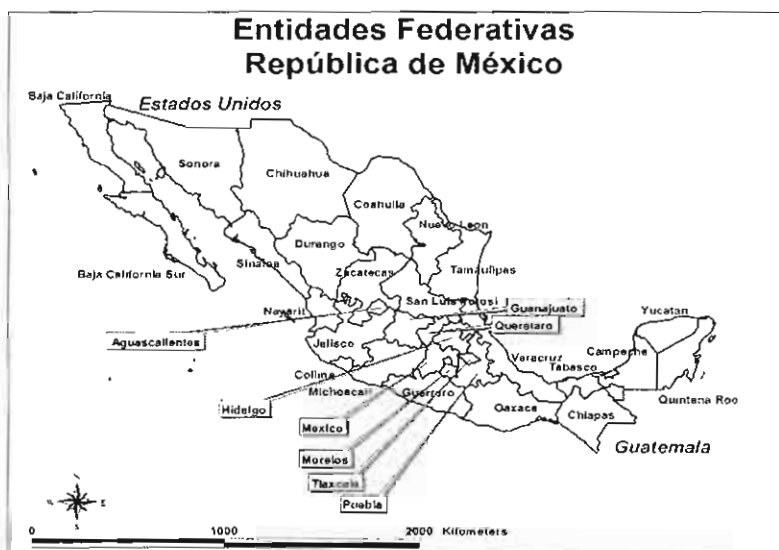 Entidades Federativas
República de México
Baja California
Estados Unidos
Sonora
Chihuahua
Coahuila
Nuevo Leon
Durango
Baja California Sur
Sinaloa
Zacatecas
Tamaulipas
San Luis Potosi
Nayarit
Guanajuato
Yucatan
Queretaro
Aguascalientes
Jalisco
Veracruz
Campeche
Tabasco
Colima
Michoacan
Guerrero
Quintana Roo
Hidalgo
Oaxaca
Chiapas
Mexico
Guatemala
Morelos
Tlaxcala
Puebla
E
S
0 1000 2000 Kilometers